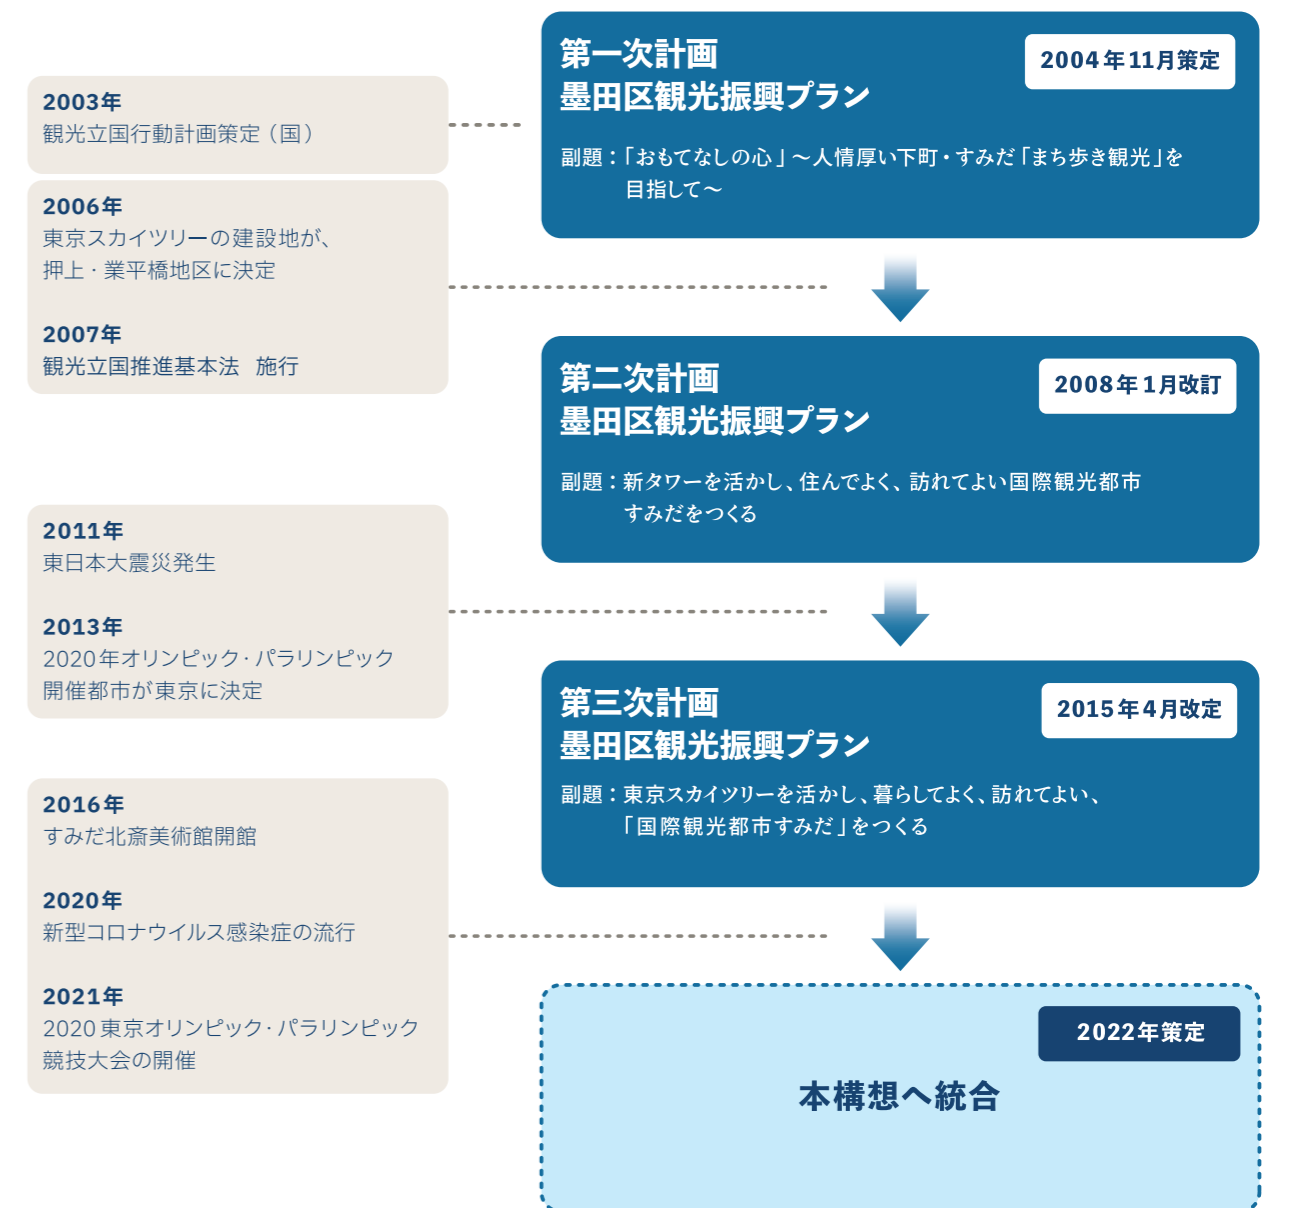 2003年
観光立国行動計画策定（国）
第一次計画
墨田区観光振興プラン
2004年11月策定
副題：「おもてなしの心」～人情厚い下町・すみだ「まち歩き観光」を
目指して～
2006年
東京スカイツリーの建設地が、
押上・業平橋地区に決定
2007年
観光立国推進基本法 施行
第二次計画
墨田区観光振興プラン
2008年1月改訂
副題：新タワーを活かし、住んでよく、訪れてよい国際観光都市
すみだをつくる
2011年
東日本大震災発生
2013年
2020年オリンピック・パラリンピック
開催都市が東京に決定
第三次計画
墨田区観光振興プラン
2015年4月改定
副題：東京スカイツリーを活かし、暮らしてよく、訪れてよい、
「国際観光都市すみだ」をつくる
2016年
すみだ北斎美術館開館
2020年
新型コロナウイルス感染症の流行
2021年
2020東京オリンピック・パラリンピック
競技大会の開催
2022年策定
本構想へ統合